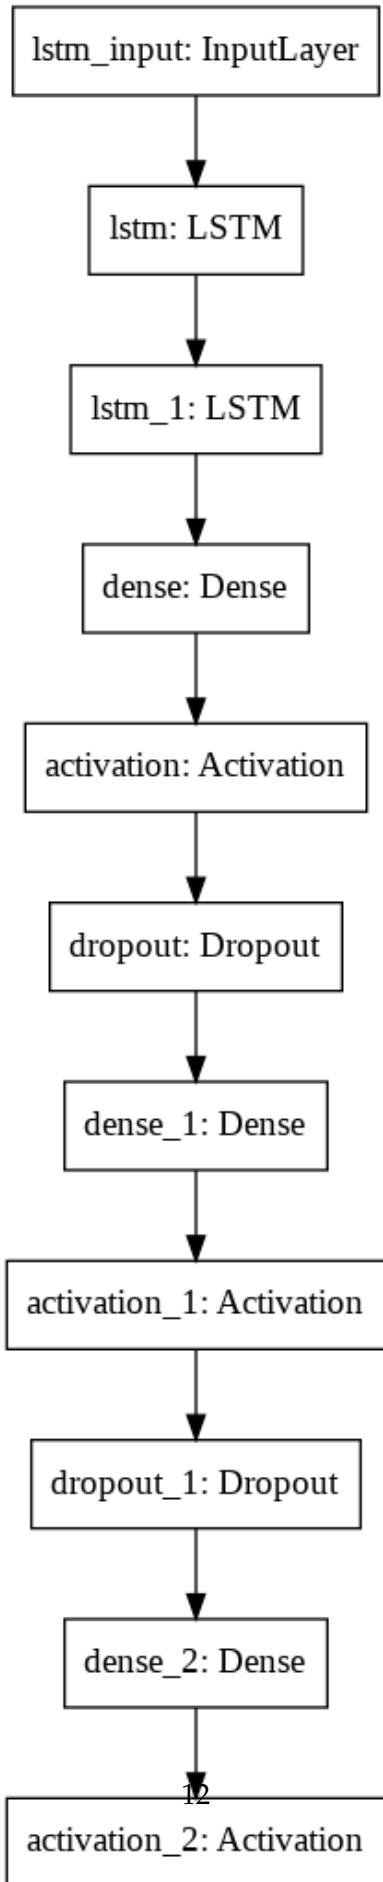 lstm_input: InputLayer
lstm: LSTM
lstm_1: LSTM
dense: Dense
activation: Activation
dropout: Dropout
dense_1: Dense
activation_1: Activation
dropout_1: Dropout
dense_2: Dense
12
activation_2: Activation